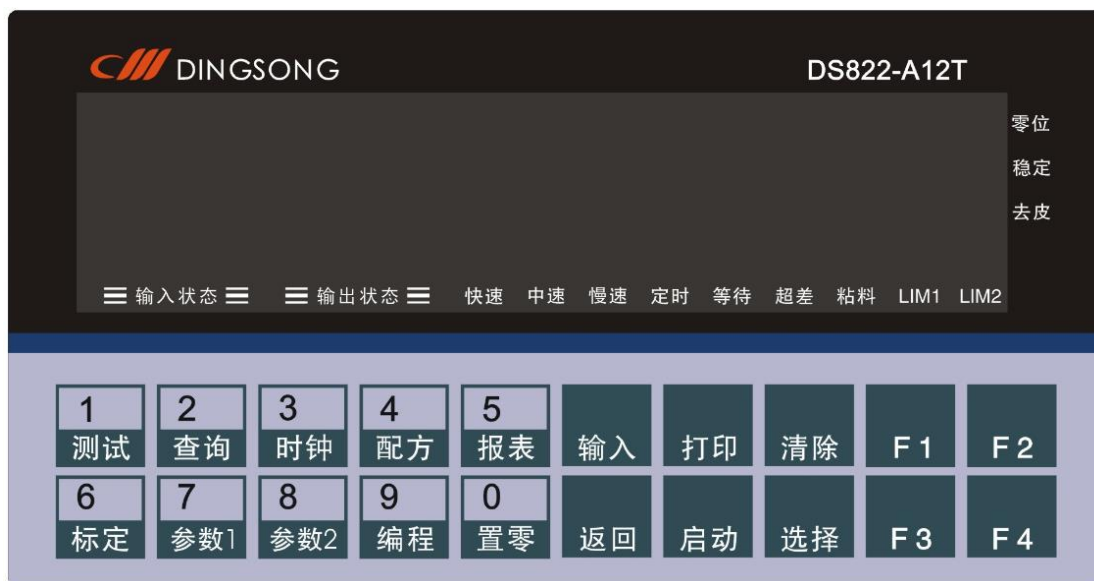 DINGSONG DS822-A12T
零位
稳定
去皮
输入状态 输出状态 快速 中速 慢速 定时 等待 超差 粘料 LIM1 LIM2
1 2 3 4 5
测试 查询 时钟 配方 报表 输入 打印 清除 F1 F2
6 7 8 9 0
标定 参数1 参数2 编程 置零 返回 启动 选择 F3 F4